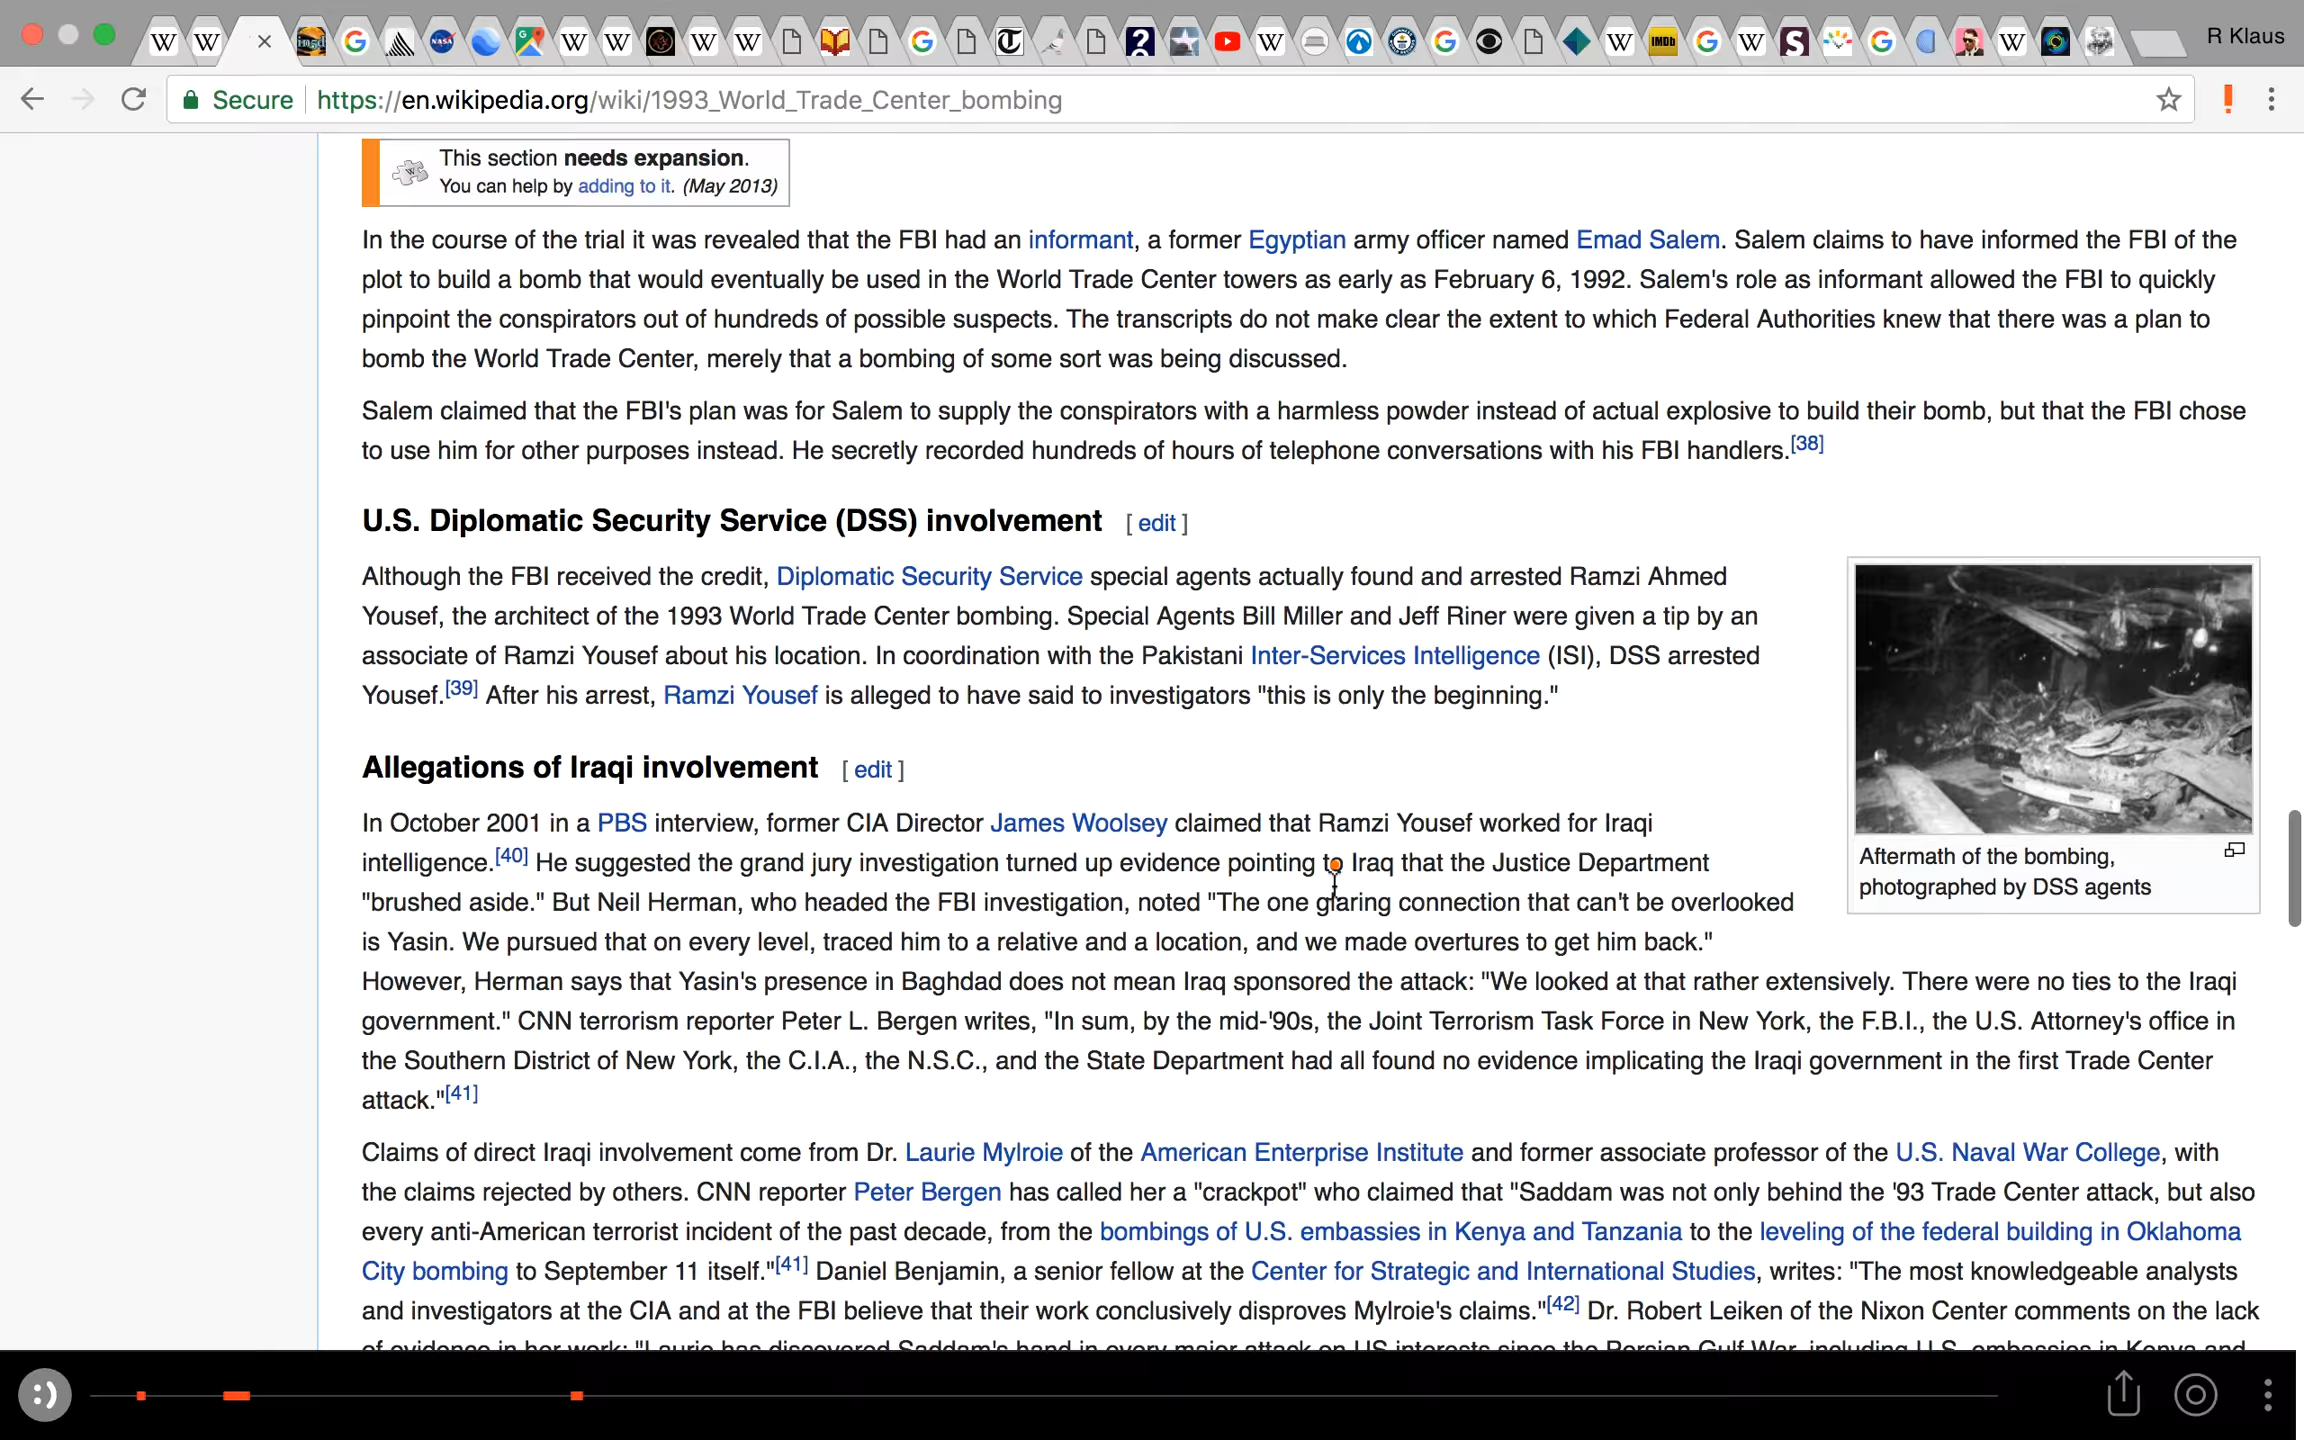 R Klaus
Secure https://en.wikipedia.org/wiki/1993_World_Trade_Center_bombing
This section needs expansion.
You can help by adding to it. (May 2013)
In the course of the trial it was revealed that the FBI had an informant, a former Egyptian army officer named Emad Salem. Salem claims to have informed the FBI of the
plot to build a bomb that would eventually be used in the World Trade Center towers as early as February 6, 1992. Salem's role as informant allowed the FBI to quickly
pinpoint the conspirators out of hundreds of possible suspects. The transcripts do not make clear the extent to which Federal Authorities knew that there was a plan to
bomb the World Trade Center, merely that a bombing of some sort was being discussed.
Salem claimed that the FBI's plan was for Salem to supply the conspirators with a harmless powder instead of actual explosive to build their bomb, but that the FBI chose
to use him for other purposes instead. He secretly recorded hundreds of hours of telephone conversations with his FBI handlers.[38]
U.S. Diplomatic Security Service (DSS) involvement [ edit ]
Although the FBI received the credit, Diplomatic Security Service special agents actually found and arrested Ramzi Ahmed
Yousef, the architect of the 1993 World Trade Center bombing. Special Agents Bill Miller and Jeff Riner were given a tip by an
associate of Ramzi Yousef about his location. In coordination with the Pakistani Inter-Services Intelligence (ISI), DSS arrested
Yousef.[39] After his arrest, Ramzi Yousef is alleged to have said to investigators "this is only the beginning."
Aftermath of the bombing,
photographed by DSS agents
Allegations of Iraqi involvement [ edit ]
In October 2001 in a PBS interview, former CIA Director James Woolsey claimed that Ramzi Yousef worked for Iraqi
intelligence.[40] He suggested the grand jury investigation turned up evidence pointing to Iraq that the Justice Department
"brushed aside." But Neil Herman, who headed the FBI investigation, noted "The one glaring connection that can't be overlooked
is Yasin. We pursued that on every level, traced him to a relative and a location, and we made overtures to get him back."
However, Herman says that Yasin's presence in Baghdad does not mean Iraq sponsored the attack: "We looked at that rather extensively. There were no ties to the Iraqi
government." CNN terrorism reporter Peter L. Bergen writes, "In sum, by the mid-'90s, the Joint Terrorism Task Force in New York, the F.B.I., the U.S. Attorney's office in
the Southern District of New York, the C.I.A., the N.S.C., and the State Department had all found no evidence implicating the Iraqi government in the first Trade Center
attack."[41]
Claims of direct Iraqi involvement come from Dr. Laurie Mylroie of the American Enterprise Institute and former associate professor of the U.S. Naval War College, with
the claims rejected by others. CNN reporter Peter Bergen has called her a "crackpot" who claimed that "Saddam was not only behind the '93 Trade Center attack, but also
every anti-American terrorist incident of the past decade, from the bombings of U.S. embassies in Kenya and Tanzania to the leveling of the federal building in Oklahoma
City bombing to September 11 itself."[41] Daniel Benjamin, a senior fellow at the Center for Strategic and International Studies, writes: "The most knowledgeable analysts
and investigators at the CIA and at the FBI believe that their work conclusively disproves Mylroie's claims."[42] Dr. Robert Leiken of the Nixon Center comments on the lack
of evidence in her work: "Laurie has discovered Saddam's hand in every major attack on US interests since the Persian Gulf War, including U.S. embassies in Kenya and